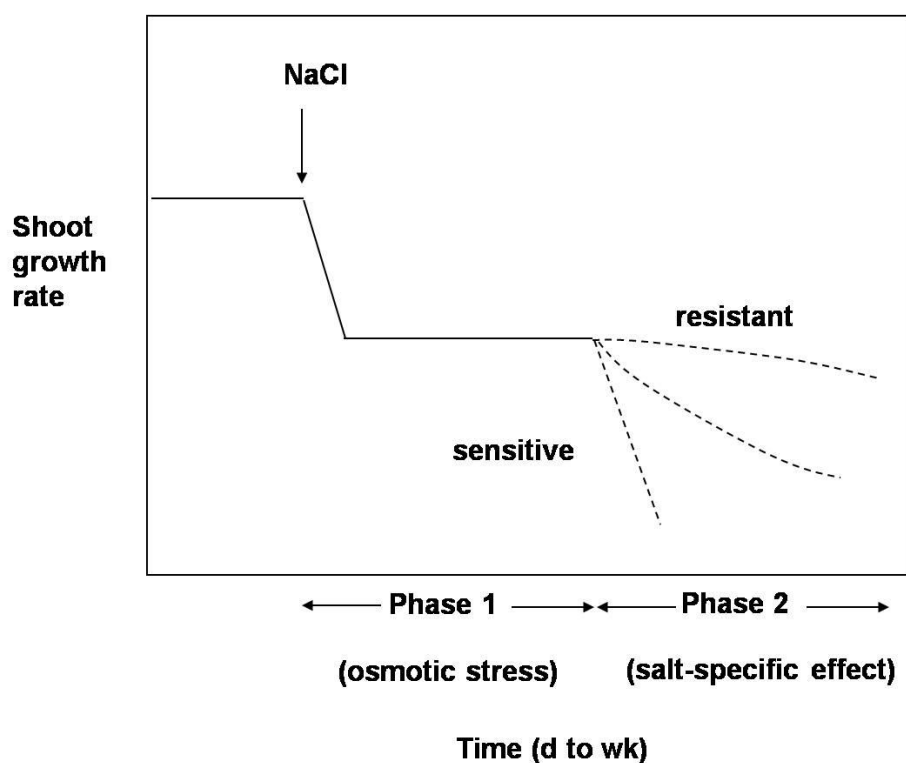 NaCl
Shoot
growth
rate
resistant
sensitive
Phase 1
Phase 2
(osmotic stress)
(salt-specific effect)
Time (d to wk)